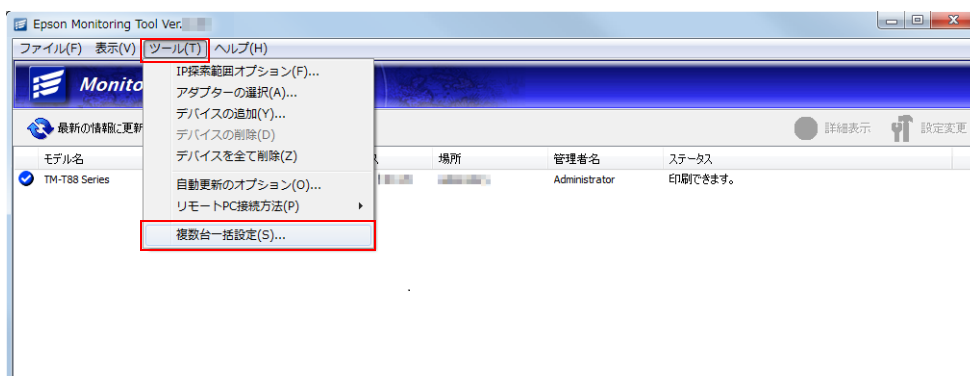 Epson Monitoring Tool Ver.
ファイル(F) 表示(V) ツール(T) ヘルプ(H)
Monito
IP探索範囲オプション(F)...
アダプターの選択(A)...
デバイスの追加(Y)...
デバイスの削除(D)
デバイスを全て削除(Z)
自動更新のオプション(O)...
リモートPC接続方法(P)
複数台一括設定(S)...
最新の情報に更新
詳細表示 設定変更
モデル名 ス 場所 管理者名 ステータス
TM-T88 Series Administrator 印刷できます。